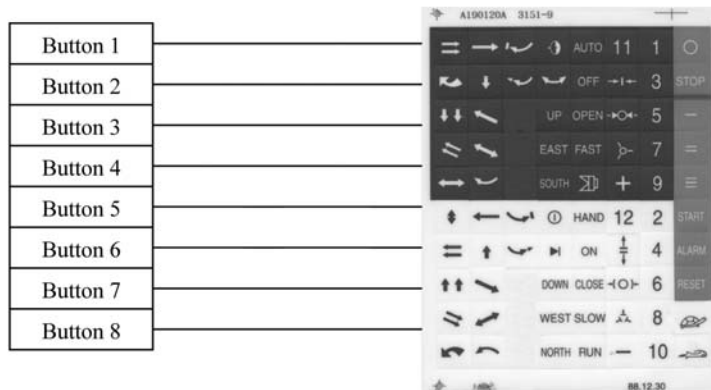 A190120A 3151-9
Button 1
AUTO 11 1
Button 2
OFF 3 STOP
Button 3
UP OPEN 5
Button 4
EAST FAST 7
SOUTH + 9
Button 5
HAND 12 2 START
Button 6
ON 4 ALARM
Button 7
DOWN CLOSE 6 RESET
Button 8
WEST SLOW 8
NORTH RUN 10
88.12.30